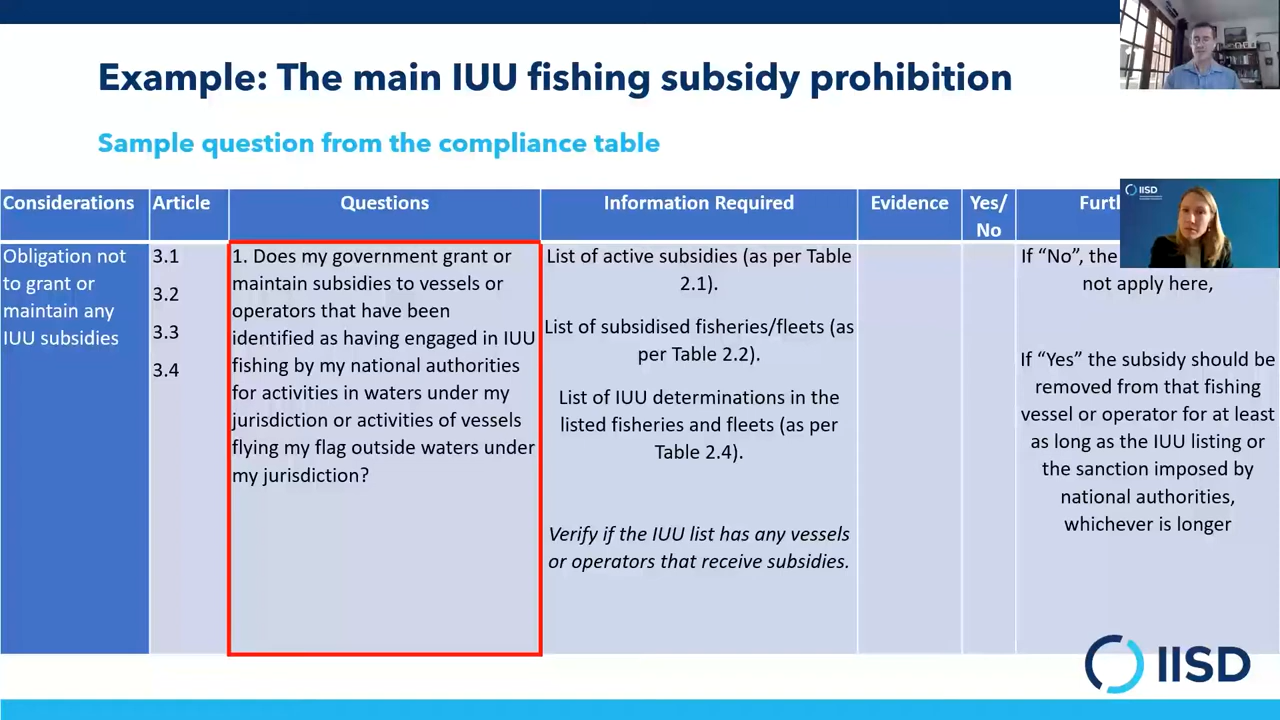 Example: The main IUU fishing subsidy prohibition
Sample question from the compliance table
Considerations
Article
Questions
Information Required
Evidence
Yes/
No
Obligation not
to grant or
maintain any
IUU subsidies
3.1
3.2
3.3
3.4
1. Does my government grant or
maintain subsidies to vessels or
operators that have been
identified as having engaged in IUU
fishing by my national authorities
for activities in waters under my
jurisdiction or activities of vessels
flying my flag outside waters under
my jurisdiction?
List of active subsidies (as per Table
2.1).
List of subsidised fisheries/fleets (as
per Table 2.2).
List of IUU determinations in the
listed fisheries and fleets (as per
Table 2.4).
Verify if the IUU list has any vessels
or operators that receive subsidies.
If “No”, the
not apply here,
If “Yes” the subsidy should be
removed from that fishing
vessel or operator for at least
as long as the IUU listing or
the sanction imposed by
national authorities,
whichever is longer
IISD
IISD